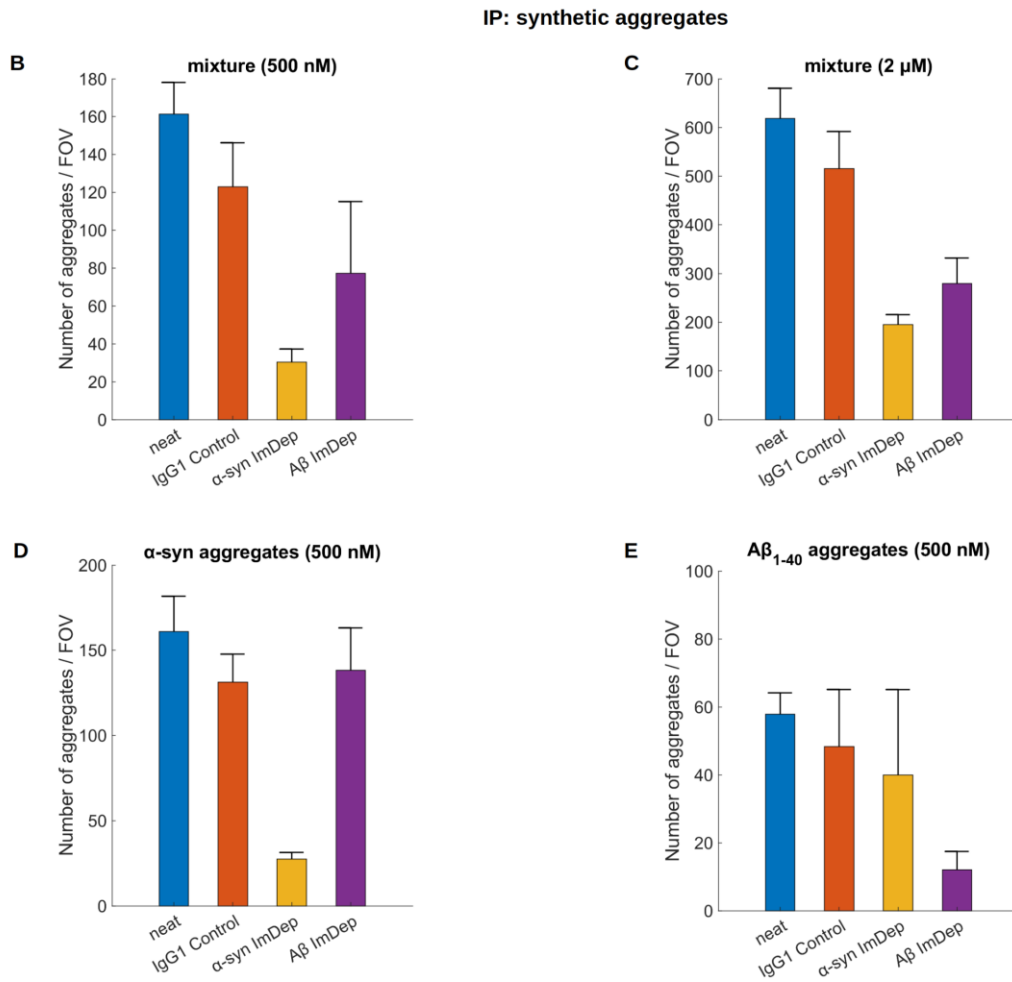 IP: synthetic aggregates
B
mixture (500 nM)
Number of aggregates / FOV
180
160
140
120
100
80
60
40
20
0
neat
IgG1 Control
α-syn ImDep
Aβ ImDep
C
mixture (2 μM)
Number of aggregates / FOV
700
600
500
400
300
200
100
0
neat
IgG1 Control
α-syn ImDep
Aβ ImDep
D
α-syn aggregates (500 nM)
Number of aggregates / FOV
200
150
100
50
0
neat
IgG1 Control
α-syn ImDep
Aβ ImDep
E
Aβ1-40 aggregates (500 nM)
Number of aggregates / FOV
100
80
60
40
20
0
neat
IgG1 Control
α-syn ImDep
Aβ ImDep